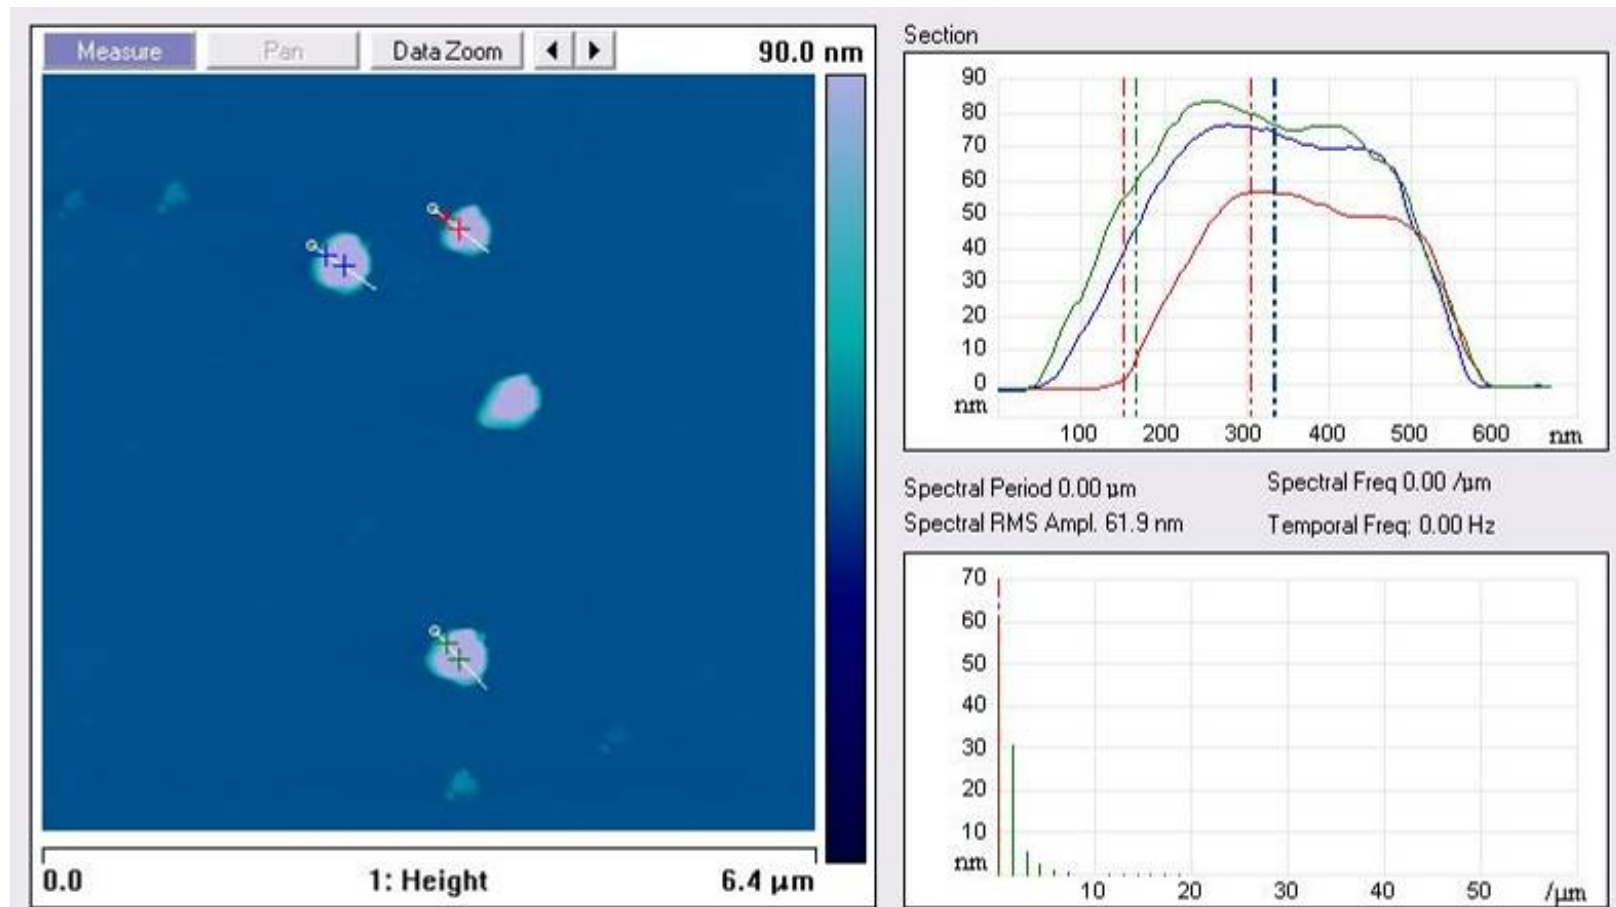 Measure Pan Data Zoom 90.0 nm
0.0 1: Height 6.4 µm
Section
90
80
70
60
50
40
30
20
10
0
nm
100 200 300 400 500 600 nm
Spectral Period 0.00 µm Spectral Freq 0.00 /µm
Spectral RMS Ampl. 61.9 nm Temporal Freq: 0.00 Hz
70
60
50
40
30
20
10
nm
10 20 30 40 50 /µm